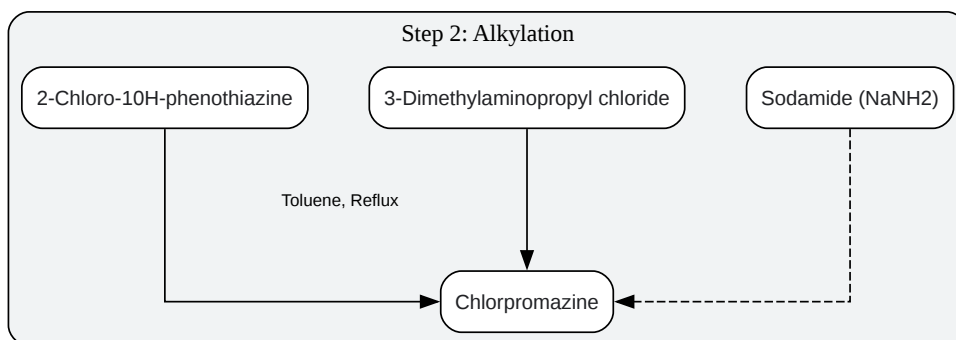 Step 2: Alkylation
2-Chloro-10H-phenothiazine
3-Dimethylaminopropyl chloride
Sodamide (NaNH2)
Toluene, Reflux
Chlorpromazine